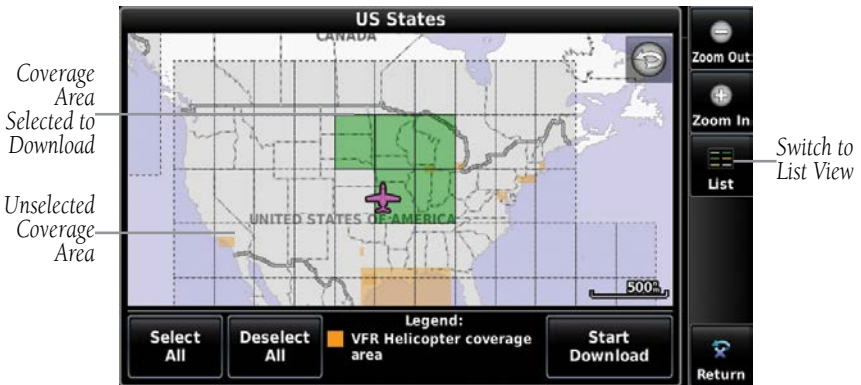 US States
CANADA
UNITED STATES OF AMERICA
500
Coverage
Area
Selected to
Download
Unselected
Coverage
Area
Zoom Out
Zoom In
List
Switch to
List View
Select
All
Deselect
All
Legend:
VFR Helicopter coverage
area
Start
Download
Return